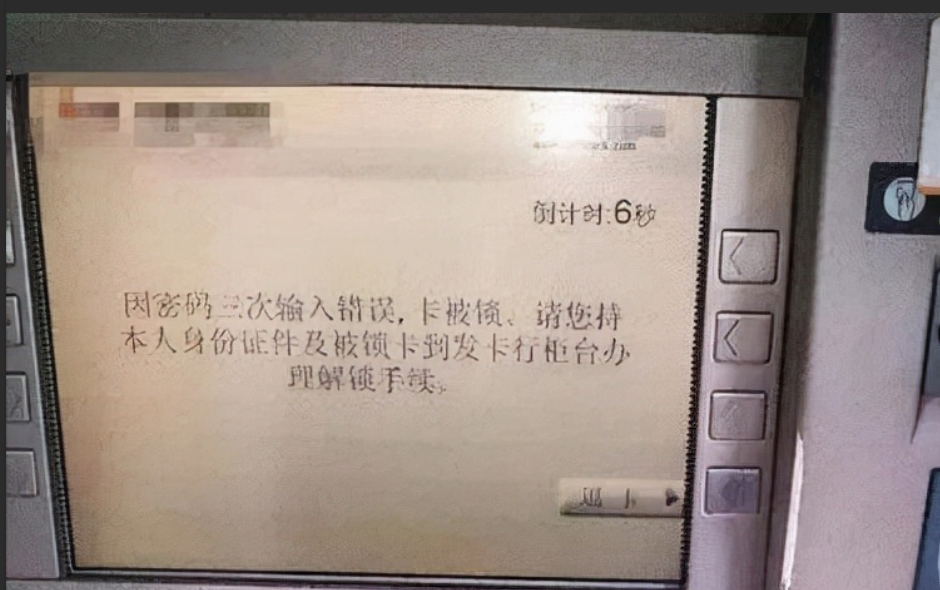 倒计时:6秒
因密码三次输入错误,卡被锁、请您持
本人身份证件及被锁卡到发卡行柜台办
理解锁手续。
退 卡